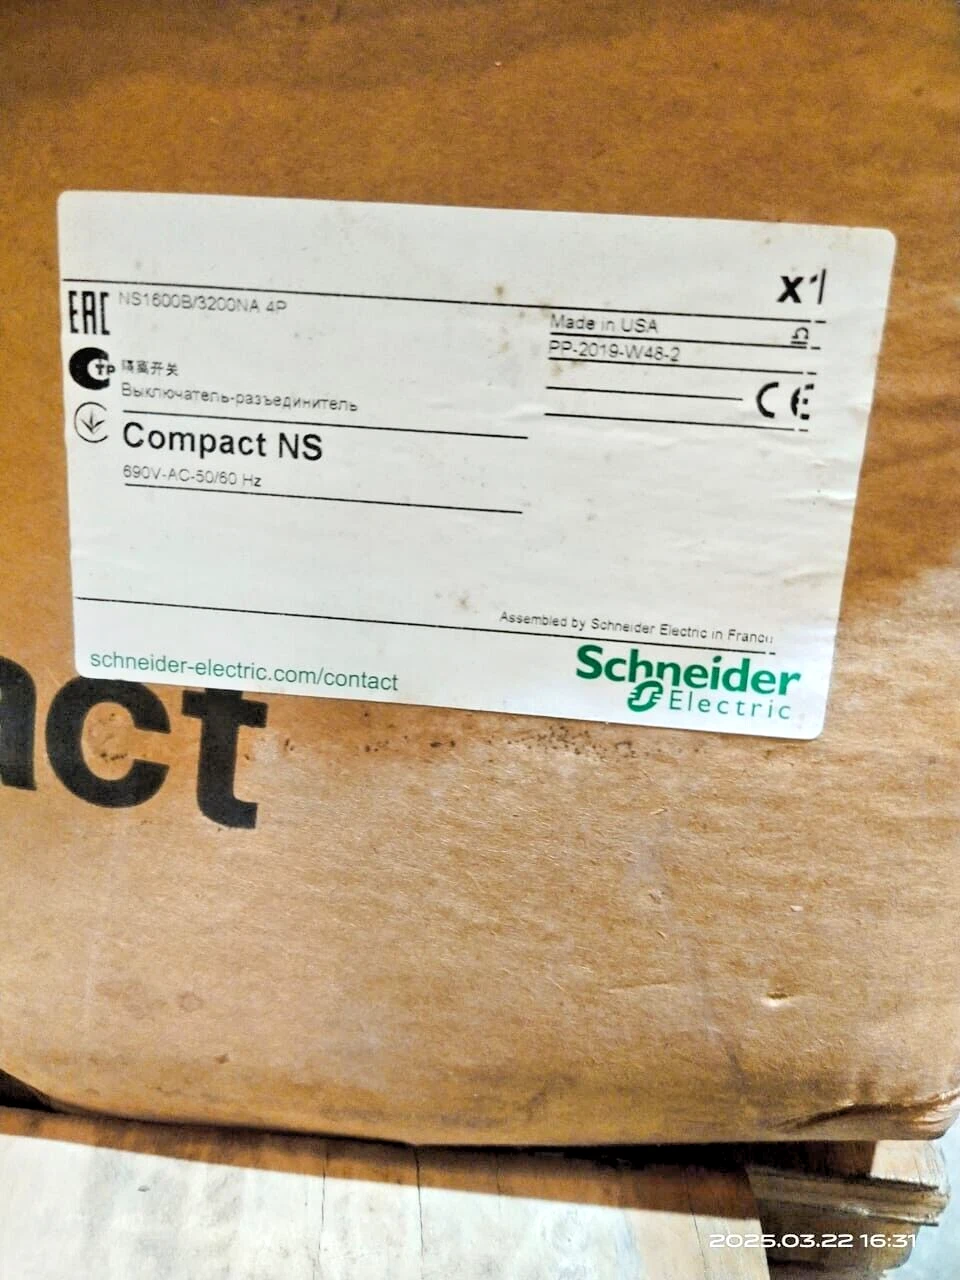 x1
EAC
NS1600B/3200NA 4P
Made in USA
PP-2019-W48-2
TP 隔离开关
Выключатель-разъединитель
CE
Compact NS
690V-AC-50/60 Hz
Assembled by Schneider Electric in France
schneider-electric.com/contact
Schneider
Electric
act
2025.03.22 16:31